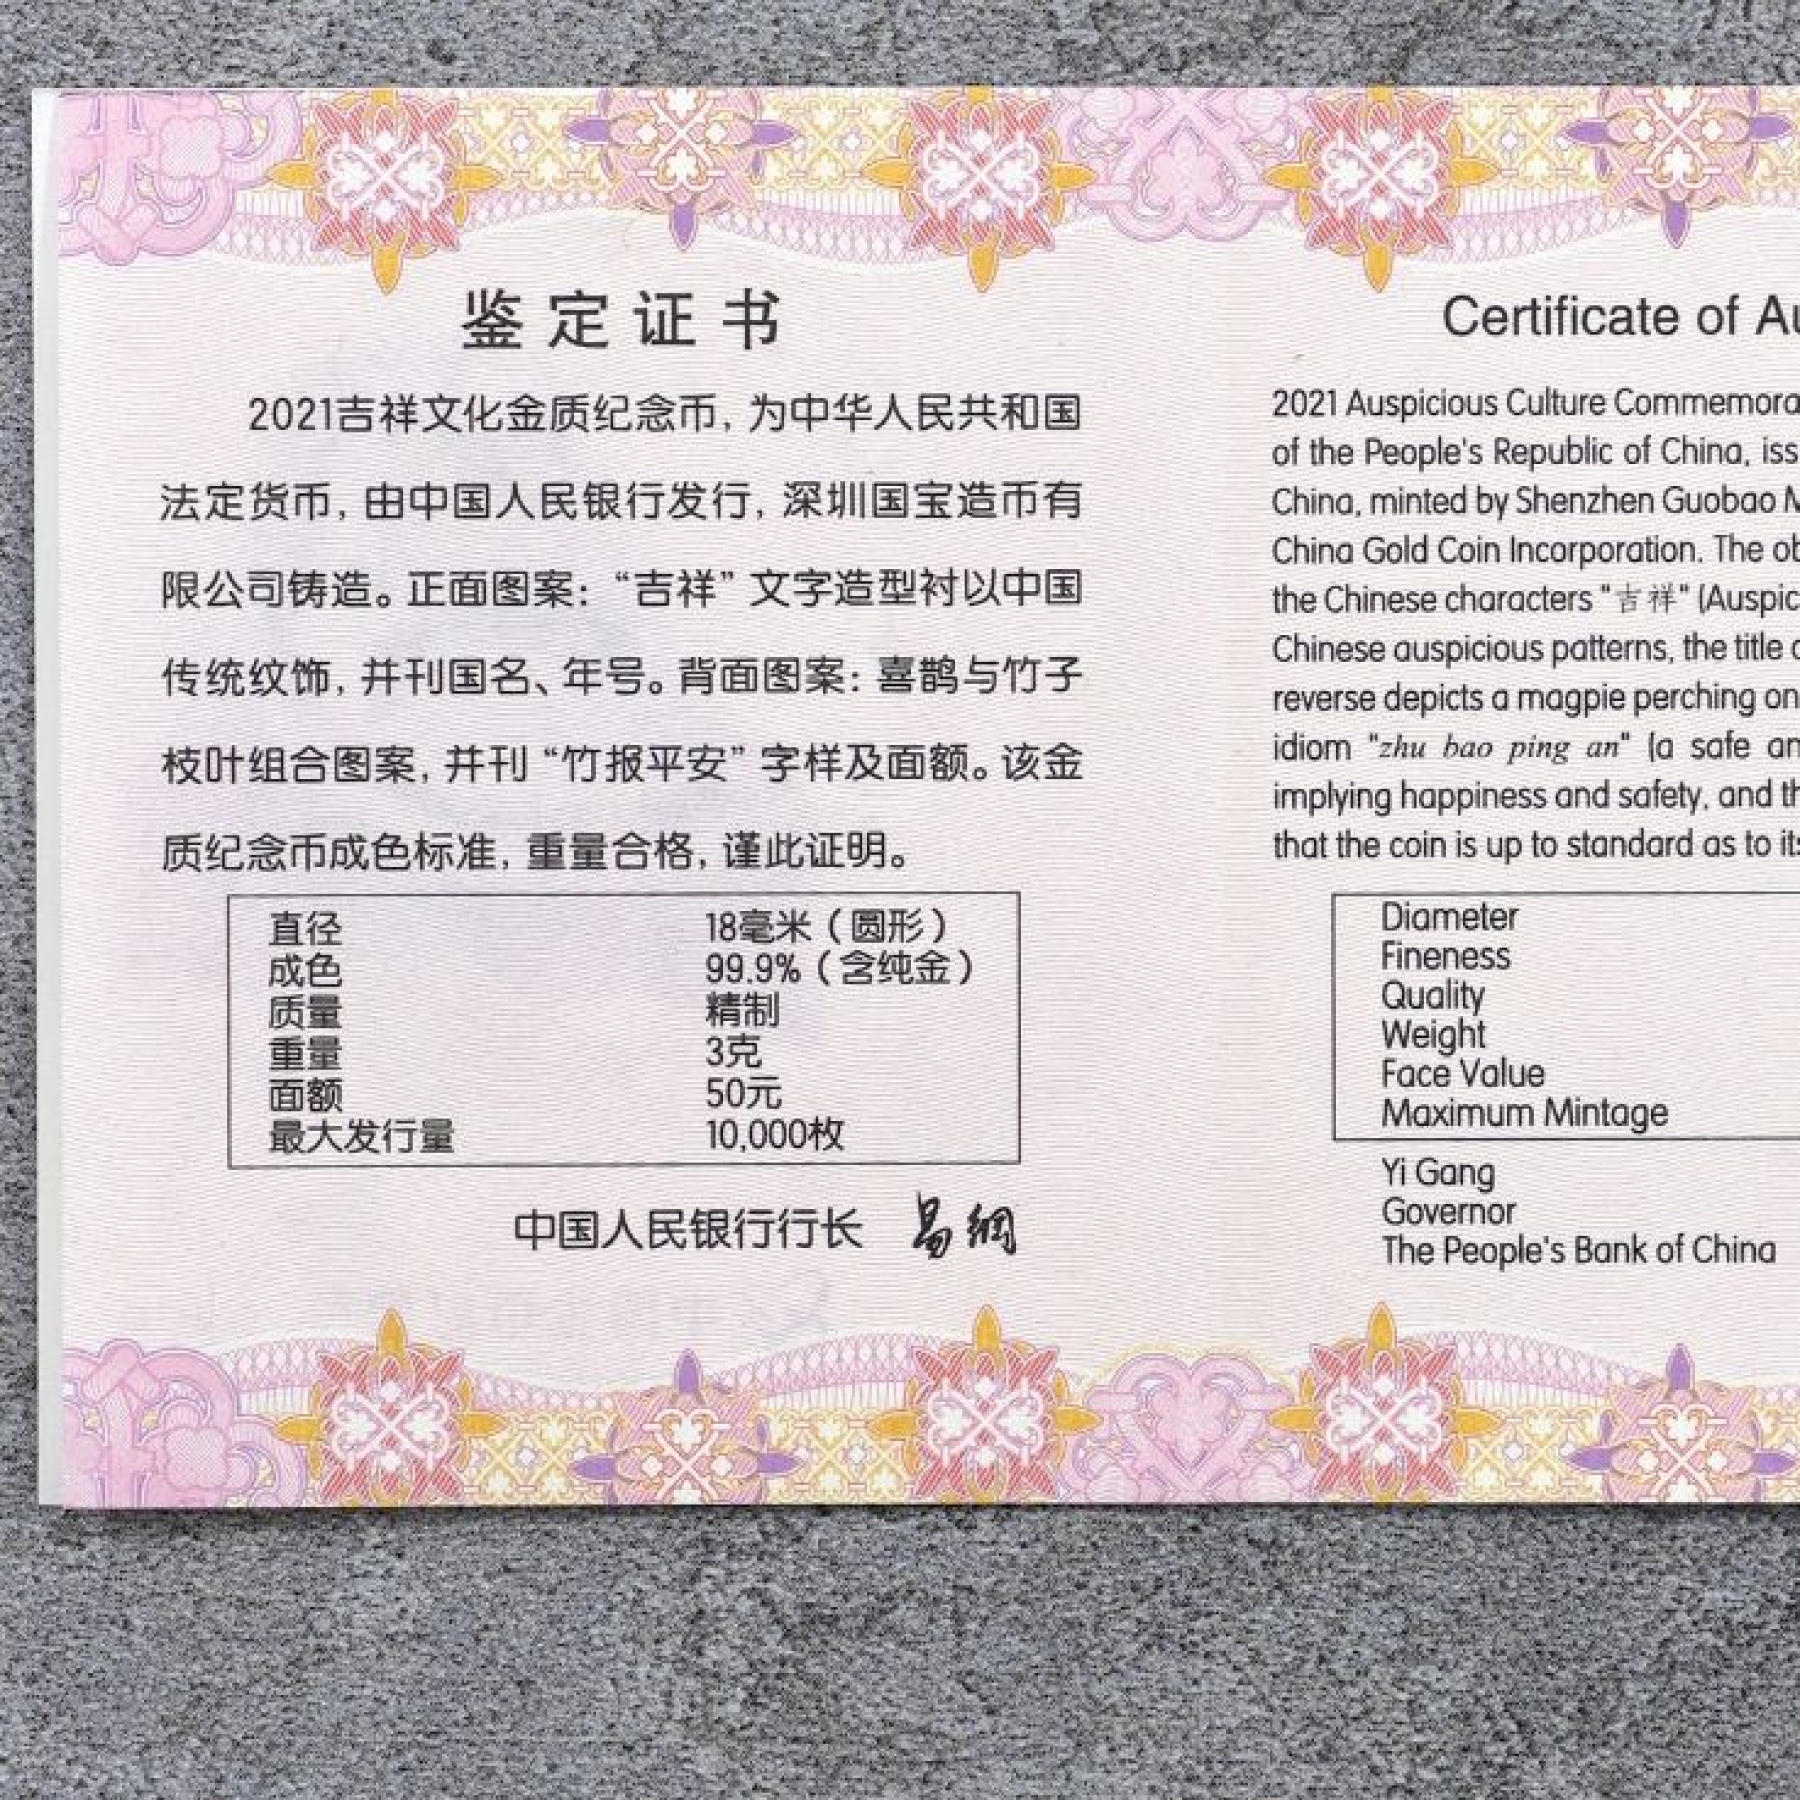 鉴定证书
2021吉祥文化金质纪念币，为中华人民共和国
法定货币，由中国人民银行发行，深圳国宝造币有
限公司铸造。正面图案：“吉祥”文字造型衬以中国
传统纹饰，并刊国名、年号。背面图案：喜鹊与竹子
枝叶组合图案，并刊“竹报平安”字样及面额。该金
质纪念币成色标准，重量合格，谨此证明。
直径 18毫米（圆形）
成色 99.9%（含纯金）
质量 精制
重量 3克
面额 50元
最大发行量 10,000枚
中国人民银行行长 易纲
Certificate of
2021 Auspicious Culture
of the People's Republic of China,
China, minted by Shenzhen Guobao
China Gold Coin Incorporation. The
the Chinese characters "吉祥"
Chinese auspicious patterns, the title
reverse depicts a magpie perching on
idiom "zhu bao ping an" (a safe
implying happiness and safety, and
that the coin is up to standard as to
Diameter
Fineness
Quality
Weight
Face Value
Maximum Mintage
Yi Gang
Governor
The People's Bank of China